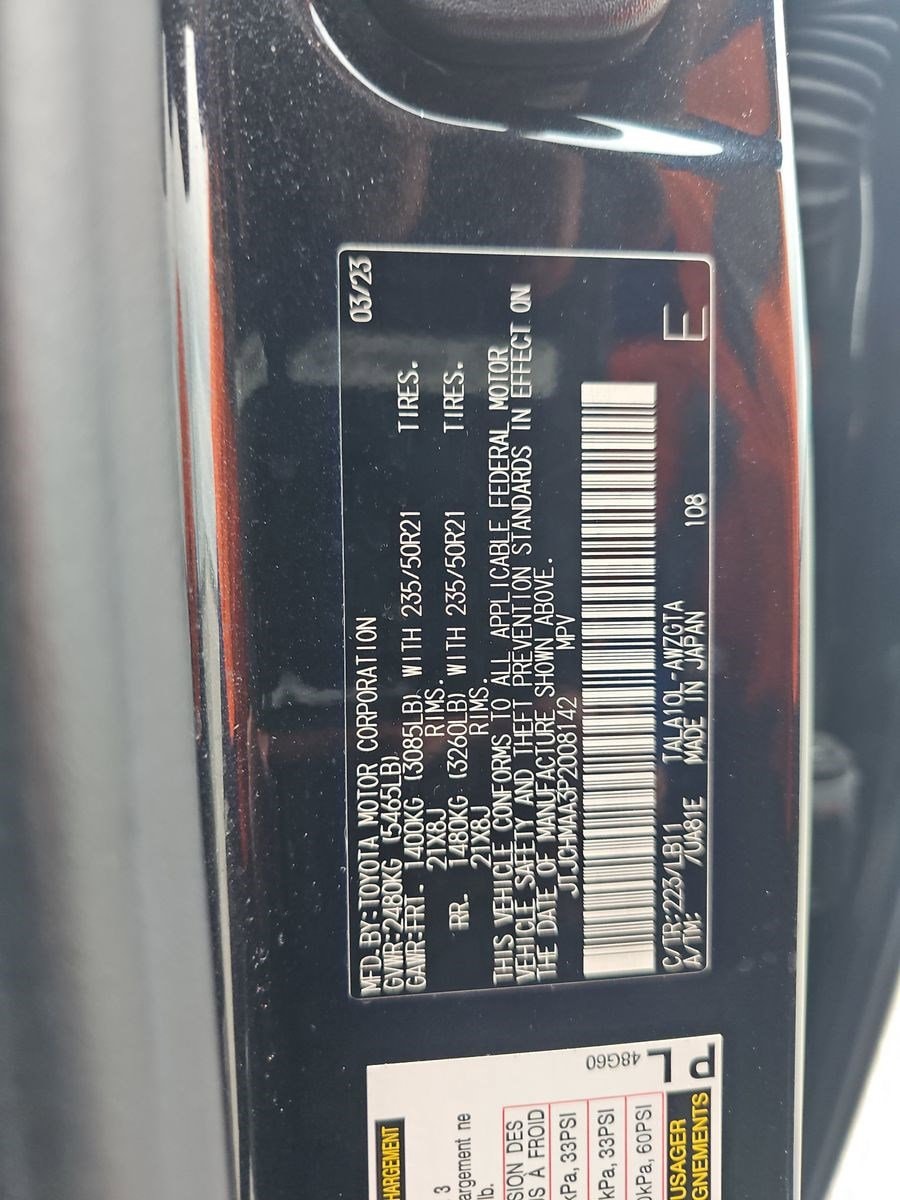 03/23
MFD.BY:TOYOTA MOTOR CORPORATION
GVWR:2480KG (5465LB)
GAWR:FRT. 1400KG (3085LB) WITH 235/50R21 TIRES.
21X8J RIMS.
RR. 1480KG (3260LB) WITH 235/50R21 TIRES.
21X8J RIMS.
THIS VEHICLE CONFORMS TO ALL APPLICABLE FEDERAL MOTOR
VEHICLE SAFETY AND THEFT PREVENTION STANDARDS IN EFFECT ON
THE DATE OF MANUFACTURE SHOWN ABOVE.
JTJCHMAA3P2008142 MPV
C/TR:223/LB11 TALA10L-AWZGTA E
A/TM: /UA81E MADE IN JAPAN 108
3
argement ne
lb.
SION DES
S À FROID
kPa, 33PSI
kPa, 33PSI
kPa, 60PSI
USAGER
GNEMENTS
48G60
PL